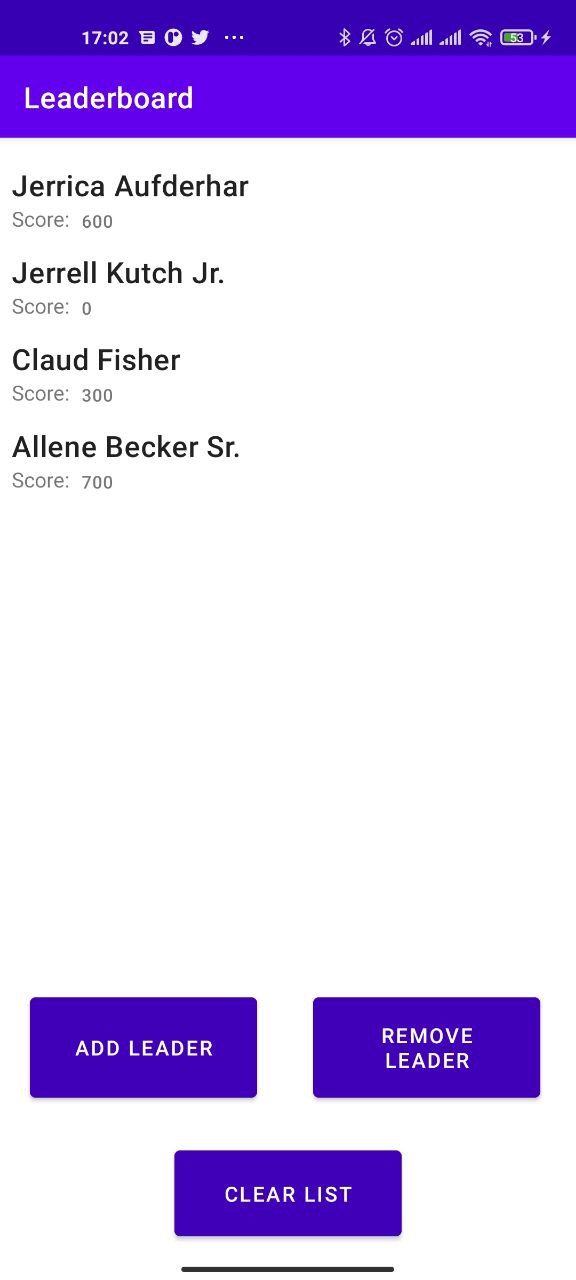 17:02 ... 53
Leaderboard
Jerrica Aufderhar
Score: 600
Jerrell Kutch Jr.
Score: 0
Claud Fisher
Score: 300
Allene Becker Sr.
Score: 700
ADD LEADER
REMOVE
LEADER
CLEAR LIST